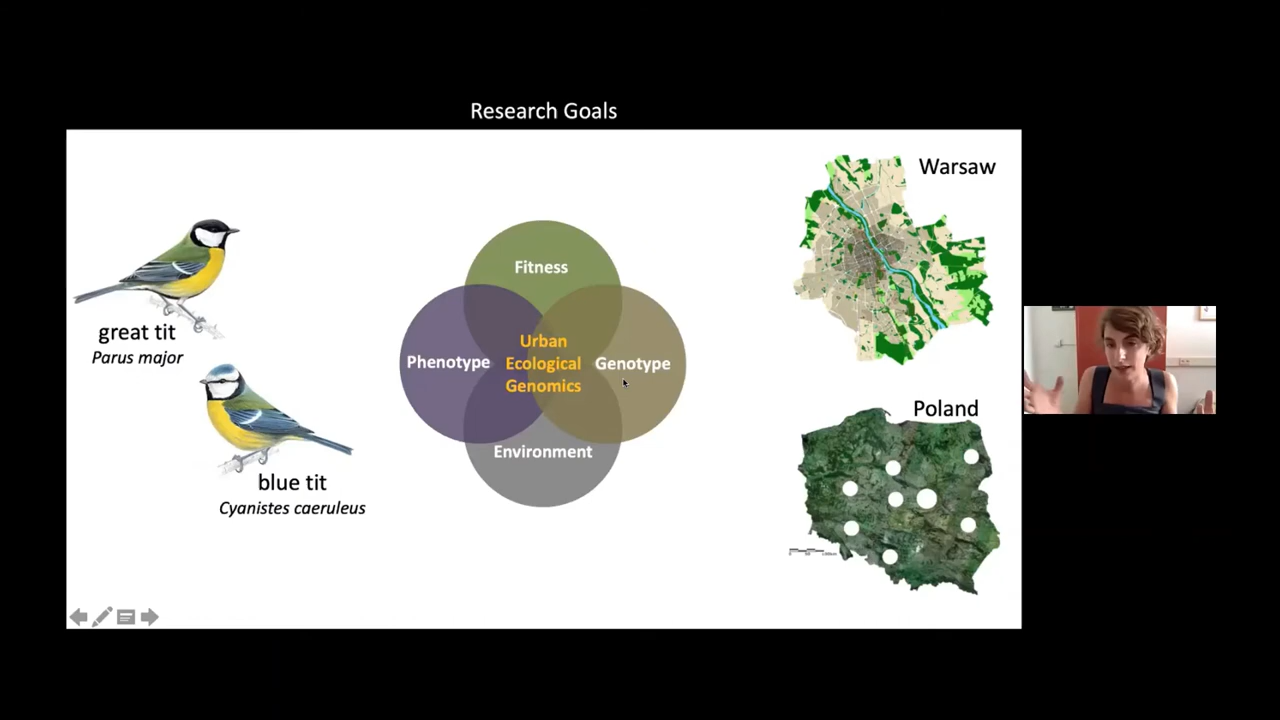 Research Goals
great tit
Parus major
blue tit
Cyanistes caeruleus
Fitness
Phenotype
Urban
Ecological
Genomics
Genotype
Environment
Warsaw
Poland